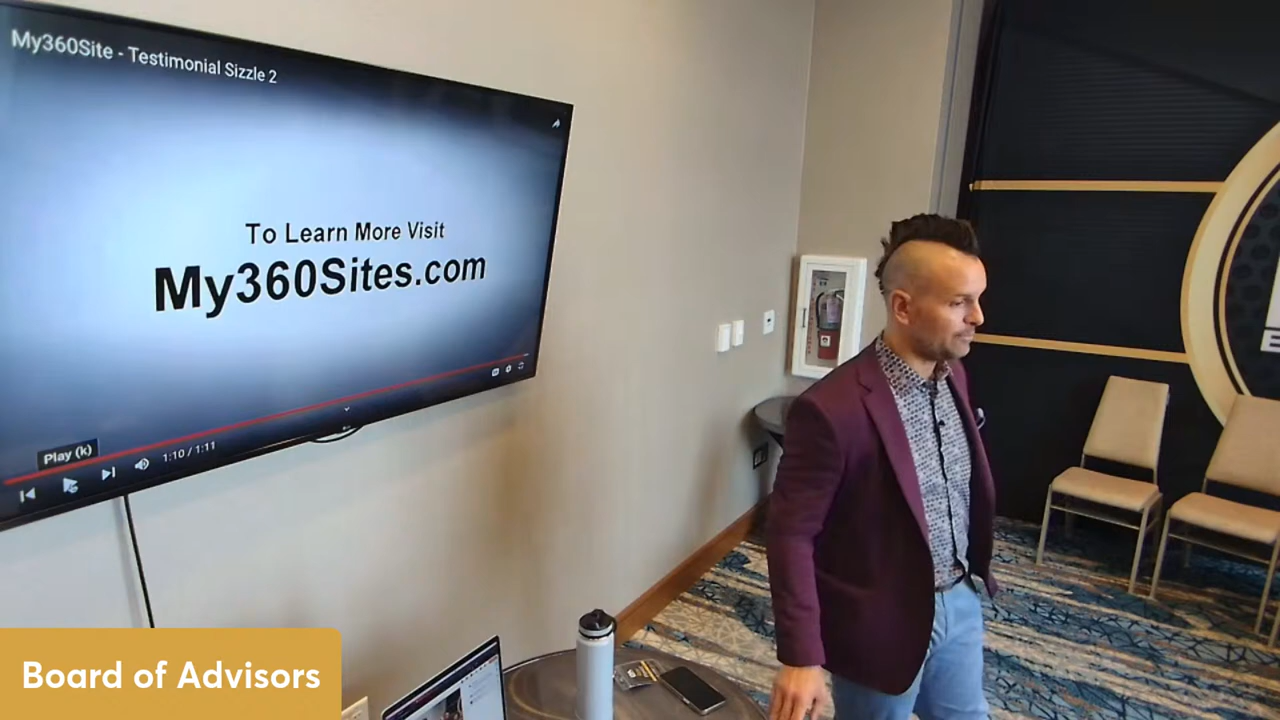 My360Site - Testimonial Sizzle 2
To Learn More Visit
My360Sites.com
Play (k)
1:10 / 1:11
Board of Advisors